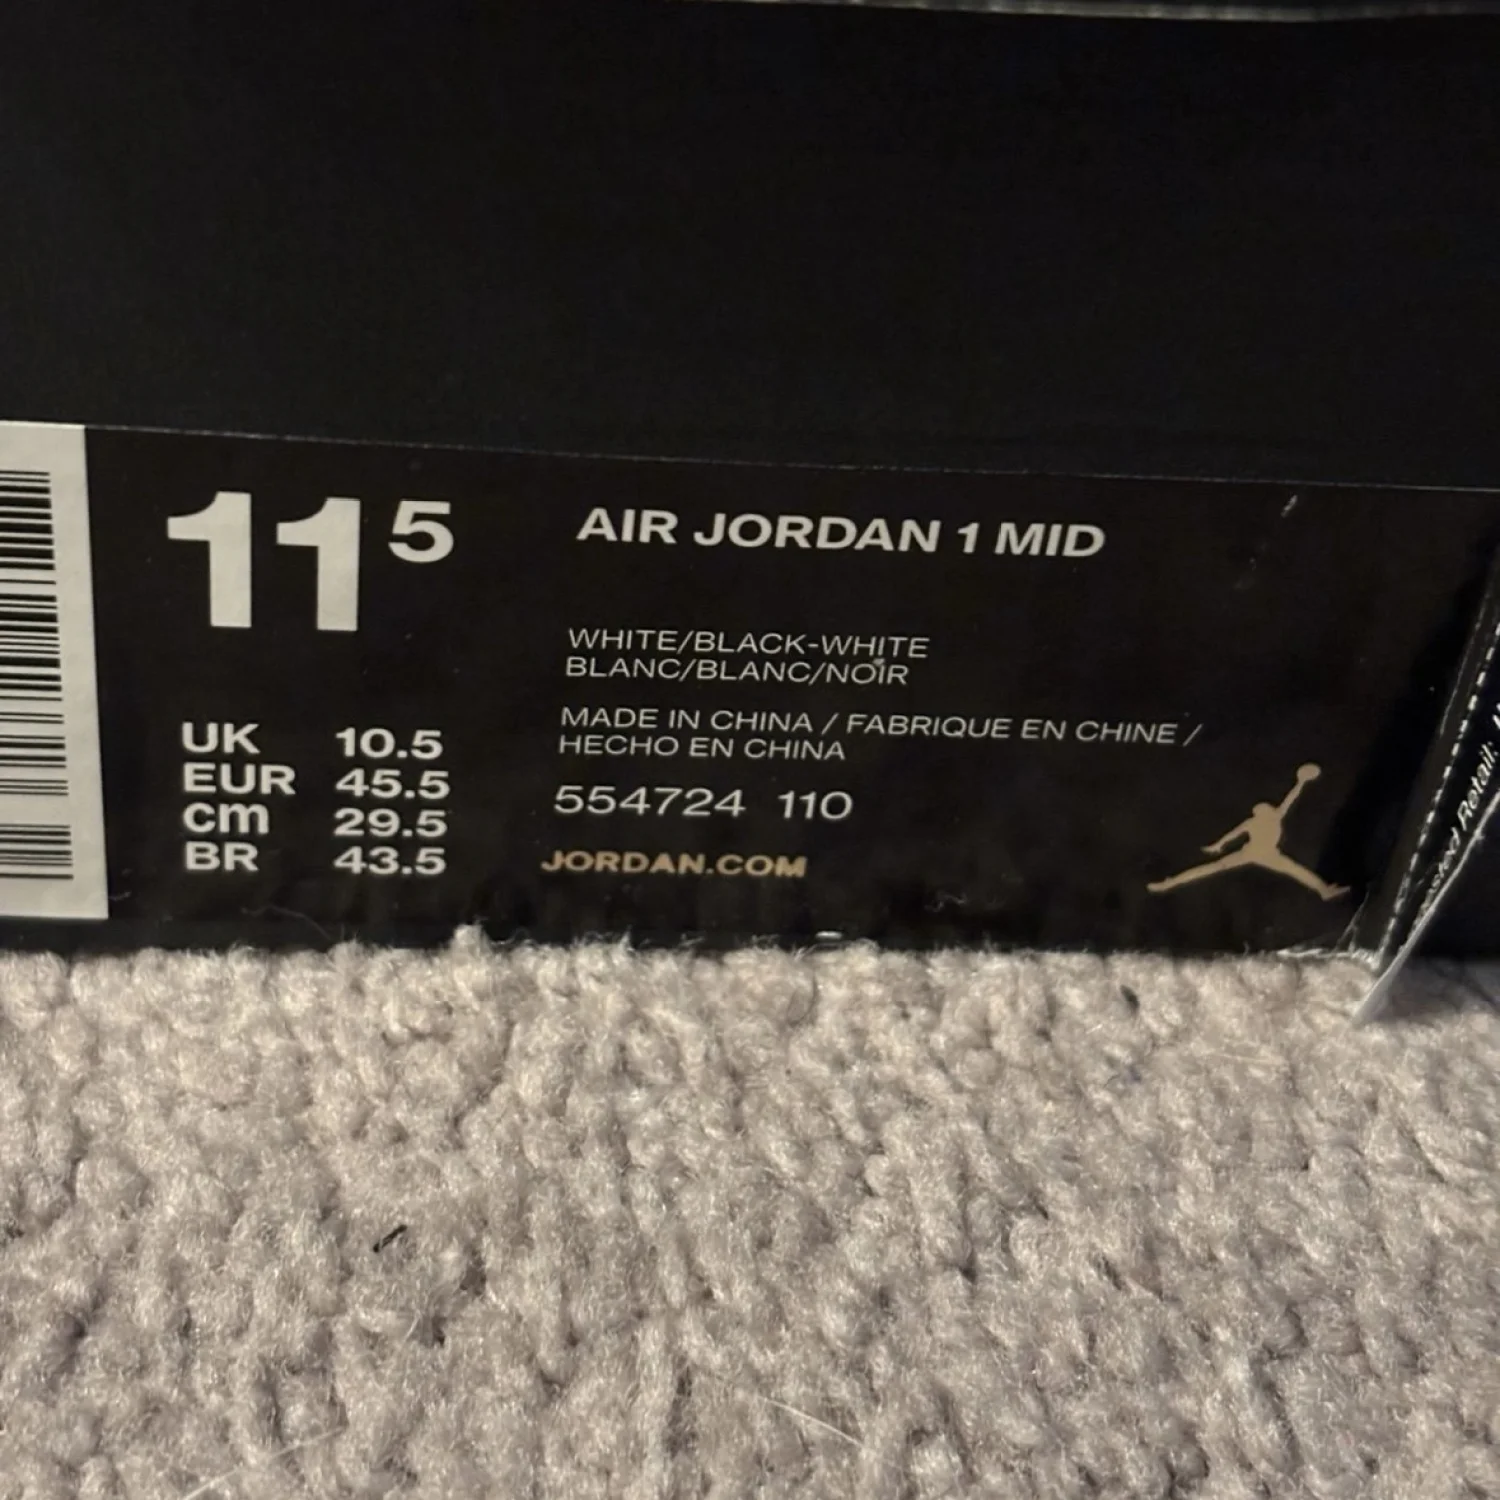 11 5
AIR JORDAN 1 MID
WHITE/BLACK-WHITE
BLANC/BLANC/NOIR
MADE IN CHINA / FABRIQUE EN CHINE /
HECHO EN CHINA
UK 10.5
EUR 45.5
cm 29.5
BR 43.5
554724 110
JORDAN.COM
Retail: